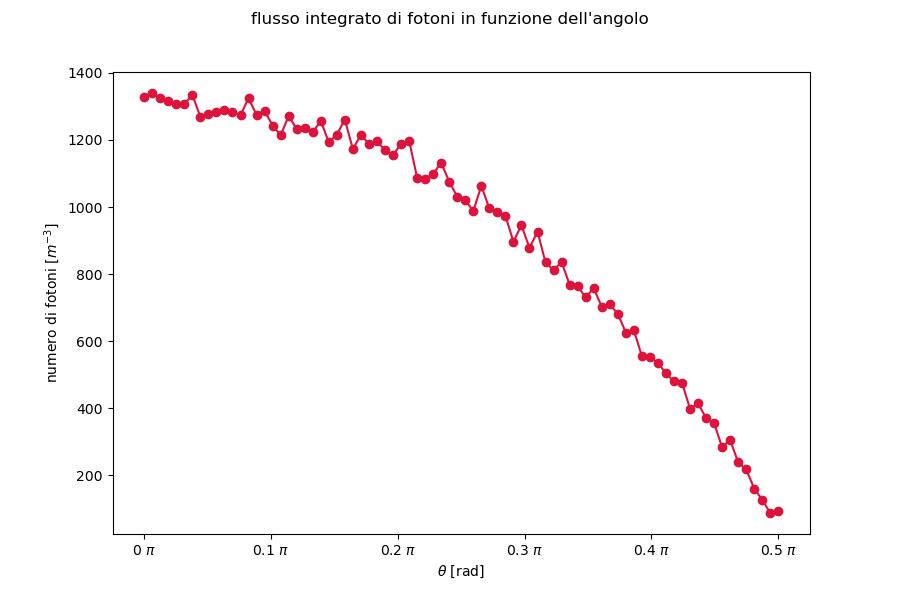 flusso integrato di fotoni in funzione dell'angolo
1400
1200
1000
800
600
400
200
numero di fotoni [m⁻³]
0 π 0.1 π 0.2 π 0.3 π 0.4 π 0.5 π
θ [rad]